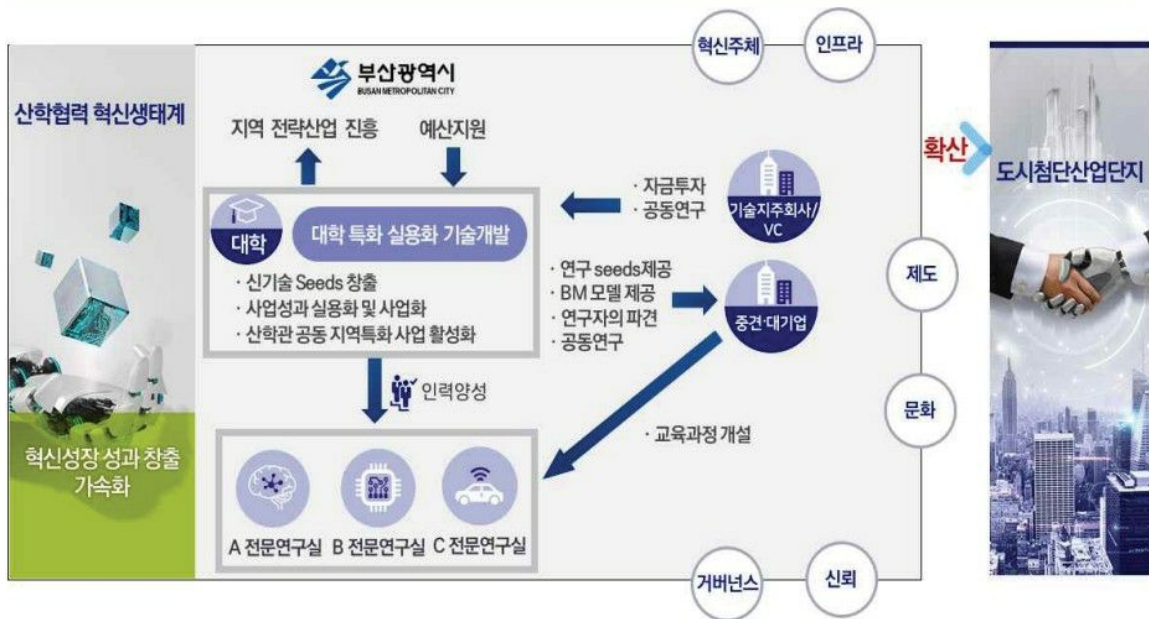 혁신주체
인프라
산학협력 혁신생태계
부산광역시
BUSAN METROPOLITAN CITY
지역 전략산업 진흥
예산지원
확산
도시첨단산업단지
대학
대학 특화 실용화 기술개발
· 신기술 Seeds 창출
· 사업성과 실용화 및 사업화
· 산학관 공동 지역특화 사업 활성화
· 자금투자
· 공동연구
기술지주회사/
VC
· 연구 seeds제공
· BM 모델 제공
· 연구자의 파견
· 공동연구
중견·대기업
제도
문화
인력양성
· 교육과정 개설
혁신성장 성과 창출
가속화
A 전문연구실
B 전문연구실
C 전문연구실
거버넌스
신뢰